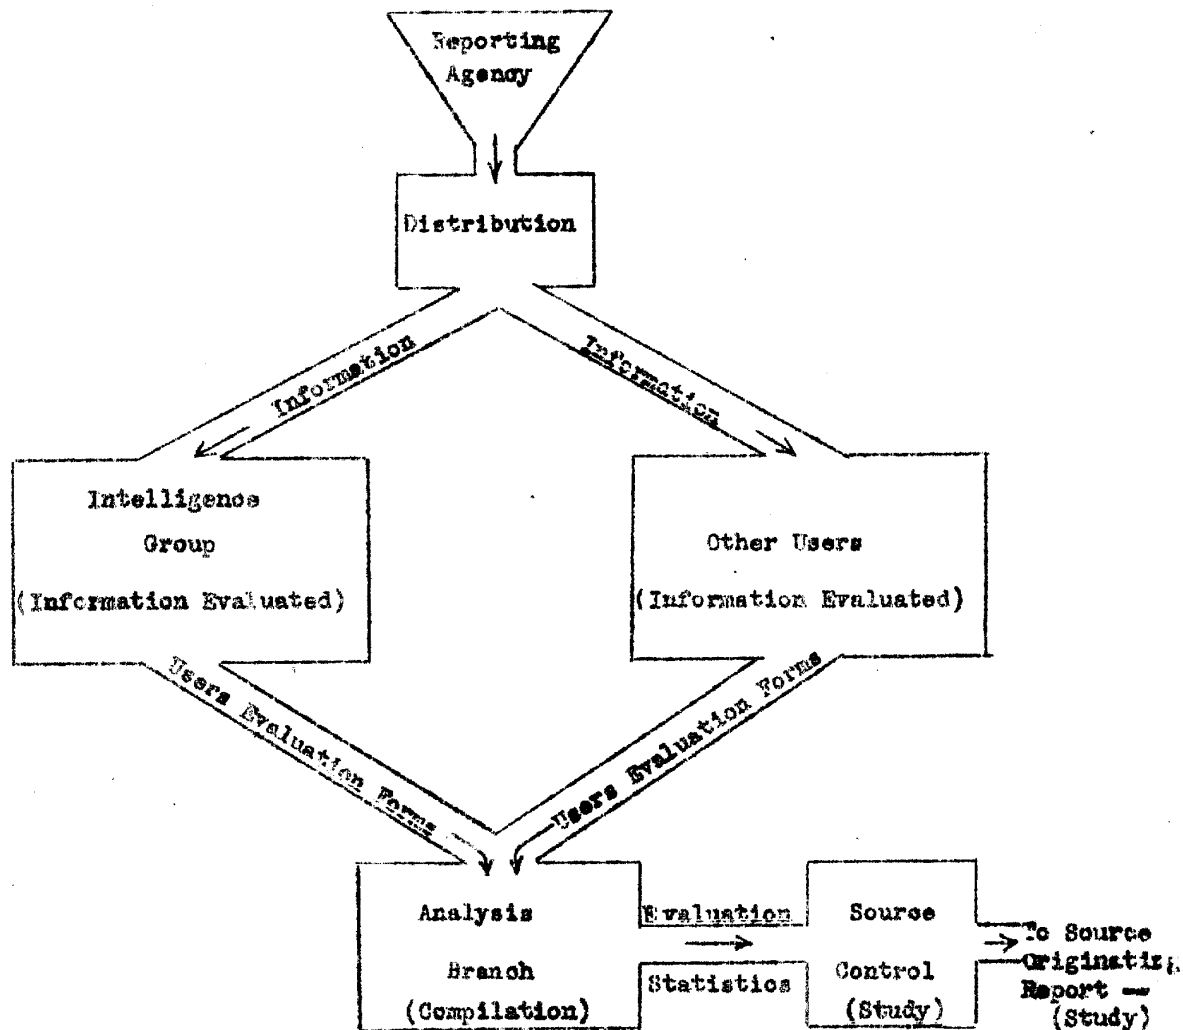 Reporting
Agency
Distribution
Information
Information
Intelligence
Group
(Information Evaluated)
Other Users
(Information Evaluated)
Users Evaluation Forms
Users Evaluation Forms
Analysis
Branch
(Compilation)
Evaluation
Statistics
Source
Control
(Study)
To Source
Originating
Report —
(Study)